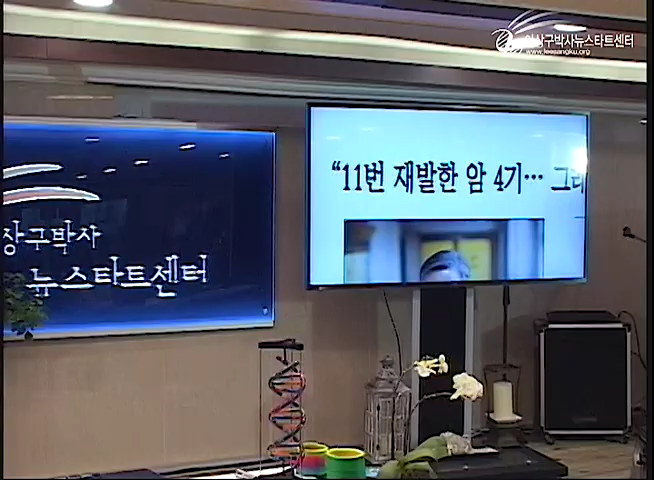 이상구박사뉴스타트센터
www.leesangku.org
“11번 재발한 암 4기… 그래
상구박사
뉴스타트센터